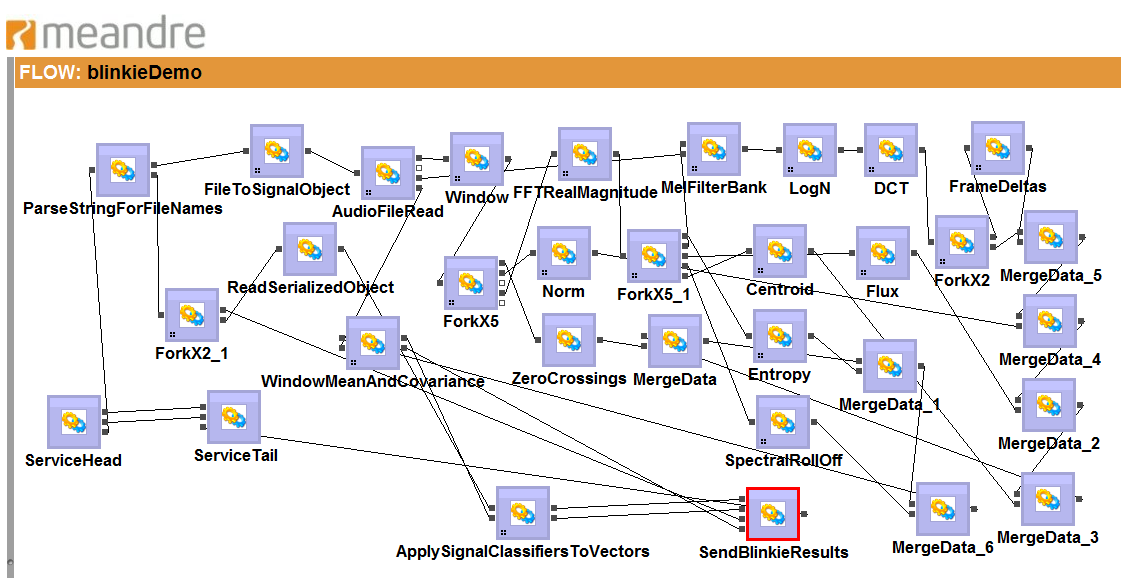 meandre
FLOW: blinkieDemo
ParseStringForFileNames
FileToSignalObject
AudioFileRead
Window
FFTRealMagnitude
MelFilterBank
LogN
DCT
FrameDeltas
ReadSerializedObject
ForkX2_1
ForkX5
Norm
ForkX5_1
Centroid
Flux
ForkX2
MergeData_5
WindowMeanAndCovariance
ZeroCrossings
MergeData
Entropy
MergeData_1
MergeData_4
ServiceHead
ServiceTail
SpectralRollOff
MergeData_2
ApplySignalClassifiersToVectors
SendBlinkieResults
MergeData_6
MergeData_3